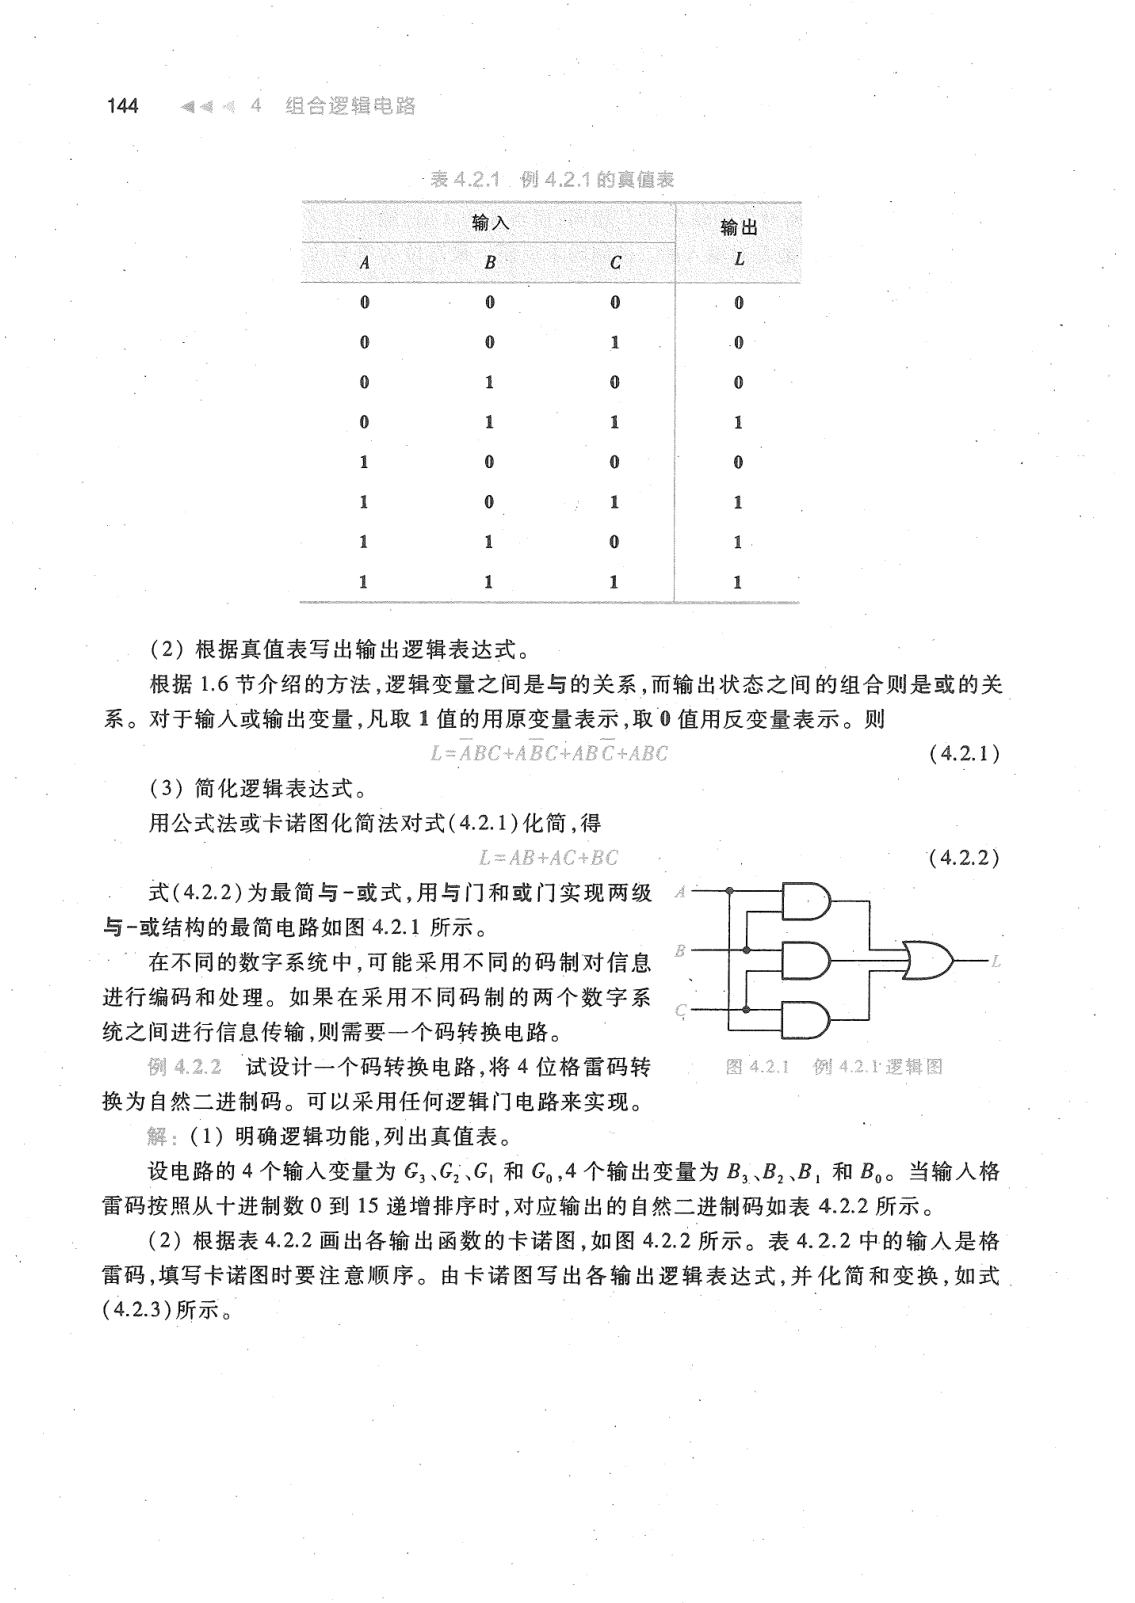 144 4 组合逻辑电路
表 4.2.1 例 4.2.1 的真值表
输入 输出
A B C L
0 0 0 0
0 0 1 0
0 1 0 0
0 1 1 1
1 0 0 0
1 0 1 1
1 1 0 1
1 1 1 1
(2) 根据真值表写出输出逻辑表达式。
根据 1.6 节介绍的方法,逻辑变量之间是与的关系,而输出状态之间的组合则是或的关
系。对于输入或输出变量,凡取 1 值的用原变量表示,取 0 值用反变量表示。则
L=A̅BC+AB̅C+ABC̅+ABC (4.2.1)
(3) 简化逻辑表达式。
用公式法或卡诺图化简法对式(4.2.1)化简,得
L=AB+AC+BC (4.2.2)
式(4.2.2)为最简与-或式,用与门和或门实现两级
与-或结构的最简电路如图 4.2.1 所示。
在不同的数字系统中,可能采用不同的码制对信息
进行编码和处理。如果在采用不同码制的两个数字系
统之间进行信息传输,则需要一个码转换电路。
A
B
C
L
图 4.2.1 例 4.2.1 逻辑图
例 4.2.2 试设计一个码转换电路,将 4 位格雷码转
换为自然二进制码。可以采用任何逻辑门电路来实现。
解:(1) 明确逻辑功能,列出真值表。
设电路的 4 个输入变量为 G₃、G₂、G₁ 和 G₀,4 个输出变量为 B₃、B₂、B₁ 和 B₀。当输入格
雷码按照从十进制数 0 到 15 递增排序时,对应输出的自然二进制码如表 4.2.2 所示。
(2) 根据表 4.2.2 画出各输出函数的卡诺图,如图 4.2.2 所示。表 4.2.2 中的输入是格
雷码,填写卡诺图时要注意顺序。由卡诺图写出各输出逻辑表达式,并化简和变换,如式
(4.2.3)所示。